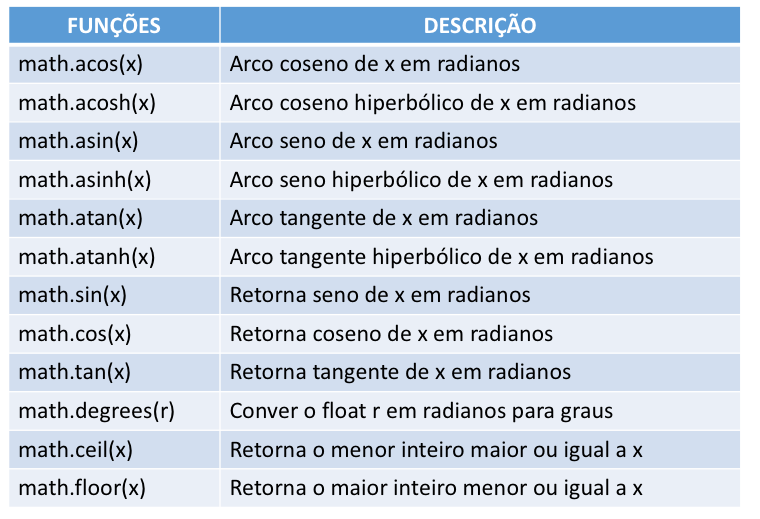 FUNÇÕES DESCRIÇÃO
math.acos(x) Arco coseno de x em radianos
math.acosh(x) Arco coseno hiperbólico de x em radianos
math.asin(x) Arco seno de x em radianos
math.asinh(x) Arco seno hiperbólico de x em radianos
math.atan(x) Arco tangente de x em radianos
math.atanh(x) Arco tangente hiperbólico de x em radianos
math.sin(x) Retorna seno de x em radianos
math.cos(x) Retorna coseno de x em radianos
math.tan(x) Retorna tangente de x em radianos
math.degrees(r) Conver o float r em radianos para graus
math.ceil(x) Retorna o menor inteiro maior ou igual a x
math.floor(x) Retorna o maior inteiro menor ou igual a x